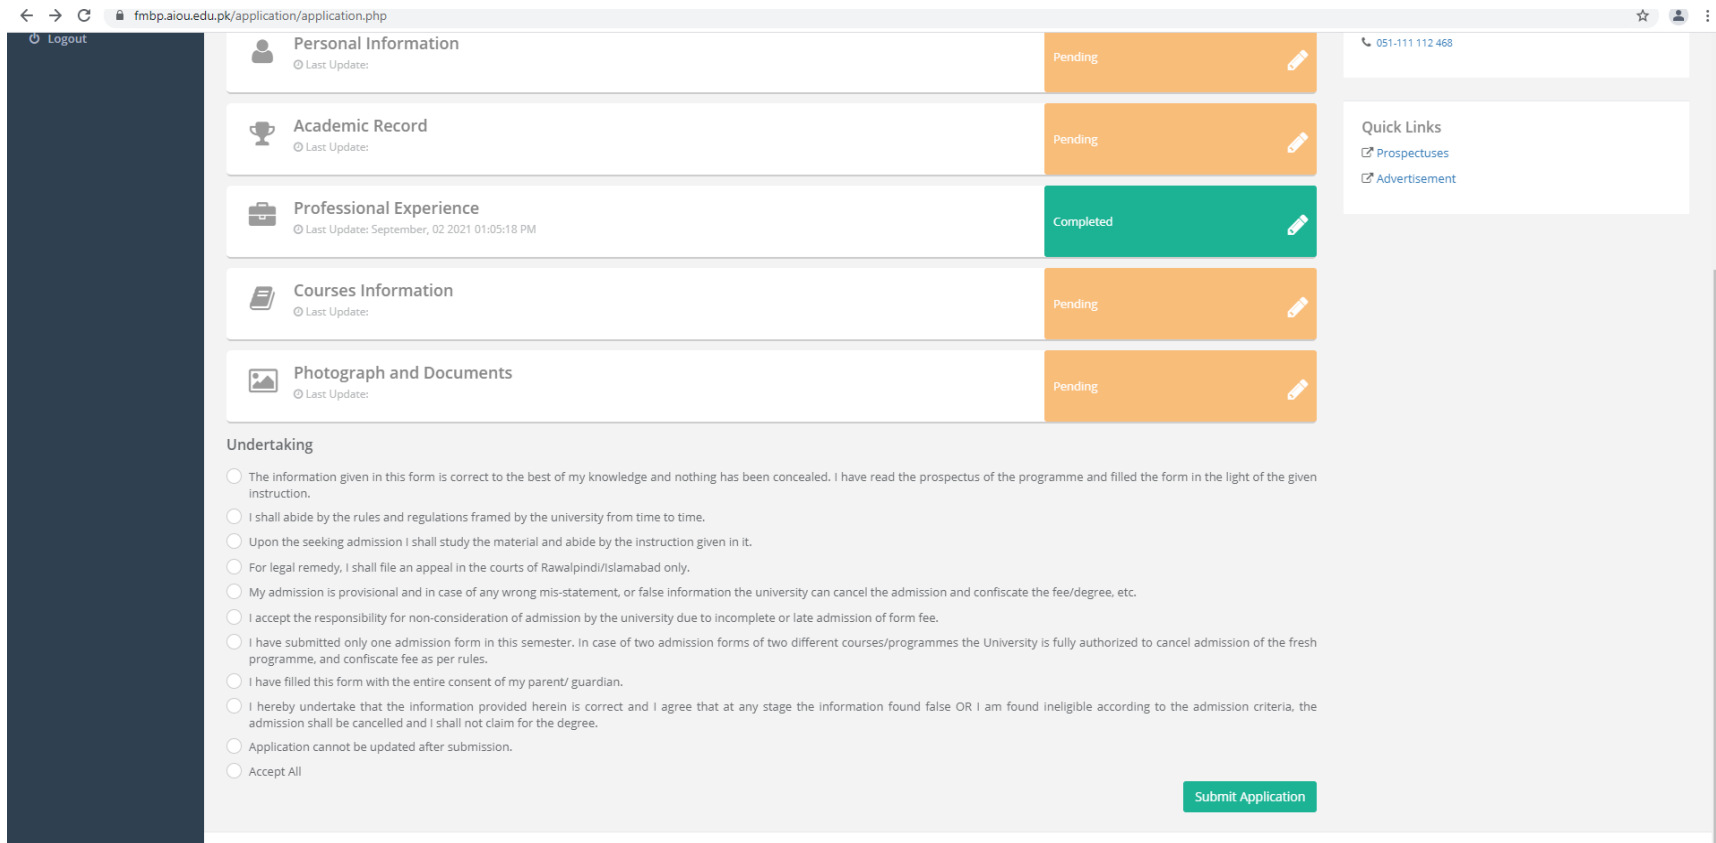 fmbp.aiou.edu.pk/application/application.php
Logout
Personal Information
Last Update:
Pending
Academic Record
Last Update:
Pending
Professional Experience
Last Update: September, 02 2021 01:05:18 PM
Completed
Courses Information
Last Update:
Pending
Photograph and Documents
Last Update:
Pending
Undertaking
The information given in this form is correct to the best of my knowledge and nothing has been concealed. I have read the prospectus of the programme and filled the form in the light of the given
instruction.
I shall abide by the rules and regulations framed by the university from time to time.
Upon the seeking admission I shall study the material and abide by the instruction given in it.
For legal remedy, I shall file an appeal in the courts of Rawalpindi/Islamabad only.
My admission is provisional and in case of any wrong mis-statement, or false information the university can cancel the admission and confiscate the fee/degree, etc.
I accept the responsibility for non-consideration of admission by the university due to incomplete or late admission of form fee.
I have submitted only one admission form in this semester. In case of two admission forms of two different courses/programmes the University is fully authorized to cancel admission of the fresh
programme, and confiscate fee as per rules.
I have filled this form with the entire consent of my parent/ guardian.
I hereby undertake that the information provided herein is correct and I agree that at any stage the information found false OR I am found ineligible according to the admission criteria, the
admission shall be cancelled and I shall not claim for the degree.
Application cannot be updated after submission.
Accept All
Submit Application
051-111 112 468
Quick Links
Prospectuses
Advertisement